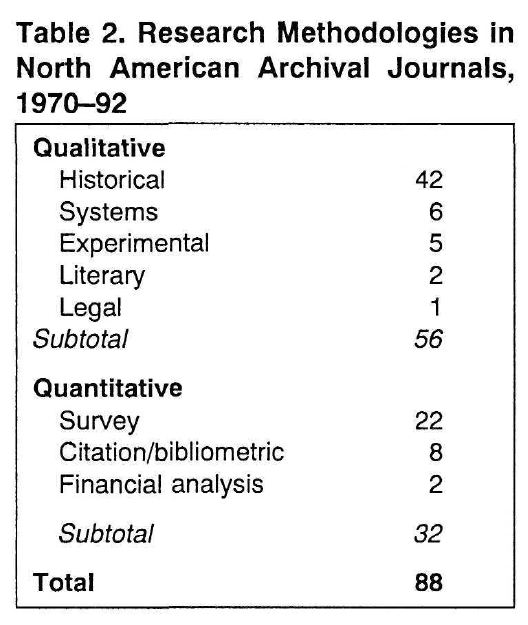 Table 2. Research Methodologies in
North American Archival Journals,
1970–92
Qualitative
Historical 42
Systems 6
Experimental 5
Literary 2
Legal 1
Subtotal 56
Quantitative
Survey 22
Citation/bibliometric 8
Financial analysis 2
Subtotal 32
Total 88